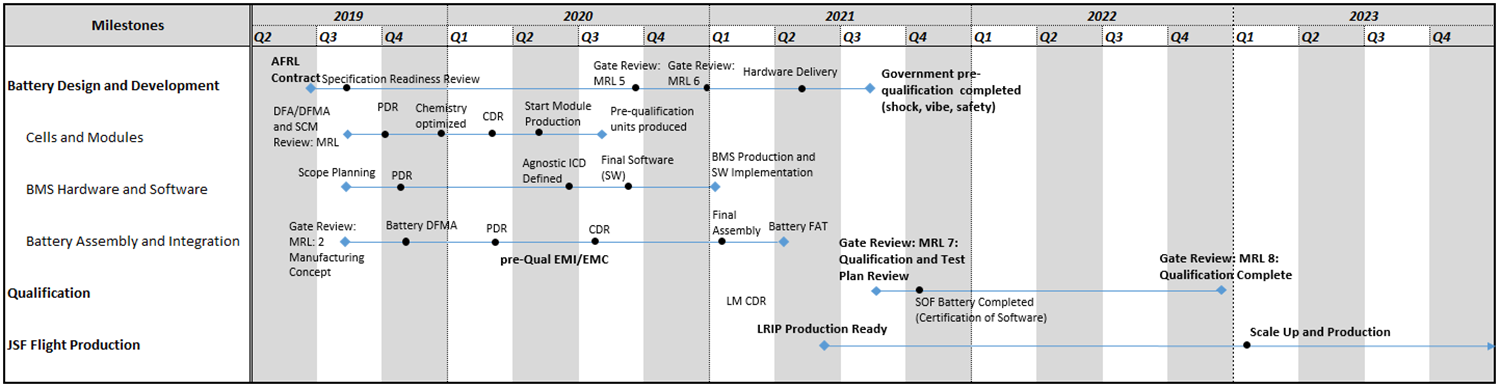 Milestones
2019 2020 2021 2022 2023
Q2 Q3 Q4 Q1 Q2 Q3 Q4 Q1 Q2 Q3 Q4 Q1 Q2 Q3 Q4 Q1 Q2 Q3 Q4
Battery Design and Development
AFRL
Contract
Specification Readiness Review
Gate Review:
MRL 5
Gate Review:
MRL 6
Hardware Delivery
Government pre-
qualification completed
(shock, vibe, safety)
Cells and Modules
DFA/DFMA
and SCM
Review: MRL
PDR
Chemistry
optimized
CDR
Start Module
Production
Pre-qualification
units produced
BMS Hardware and Software
Scope Planning
PDR
Agnostic ICD
Defined
Final Software
(SW)
BMS Production and
SW Implementation
Battery Assembly and Integration
Gate Review:
MRL: 2
Manufacturing
Concept
Battery DFMA
PDR
pre-Qual EMI/EMC
CDR
Final
Assembly
Battery FAT
Qualification
LM CDR
Gate Review: MRL 7:
Qualification and Test
Plan Review
SOF Battery Completed
(Certification of Software)
Gate Review: MRL 8:
Qualification Complete
JSF Flight Production
LRIP Production Ready
Scale Up and Production